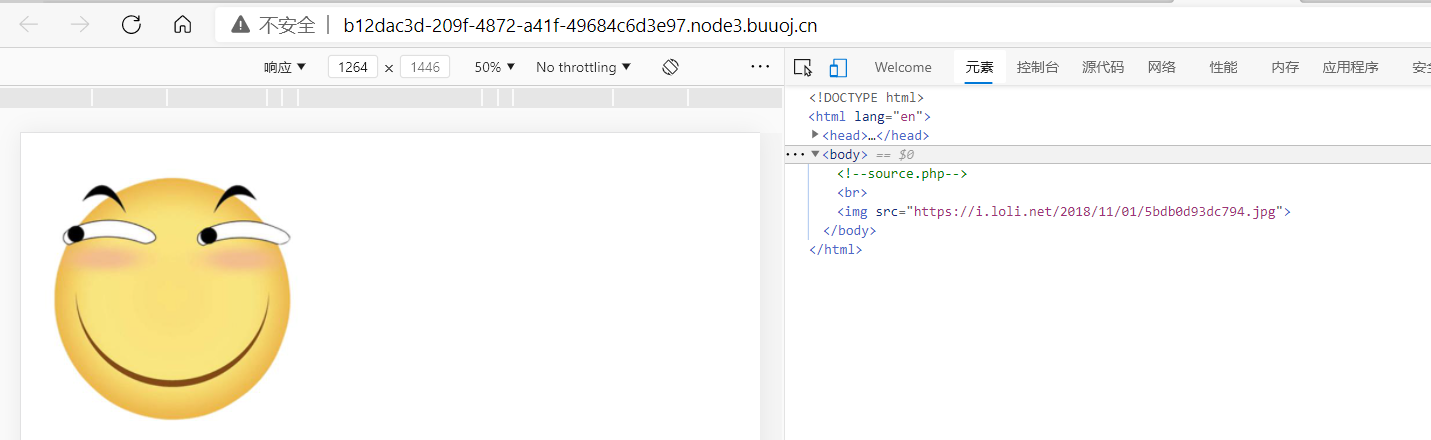 不安全 | b12dac3d-209f-4872-a41f-49684c6d3e97.node3.buuoj.cn
响应 ▼ 1264 × 1446 50% ▼ No throttling ▼ ···
Welcome 元素 控制台 源代码 网络 性能 内存 应用程序 安
<!DOCTYPE html>
<html lang="en">
<head>…</head>
<body> == $0
<!--source.php-->
<br>
<img src="https://i.loli.net/2018/11/01/5bdb0d93dc794.jpg">
</body>
</html>